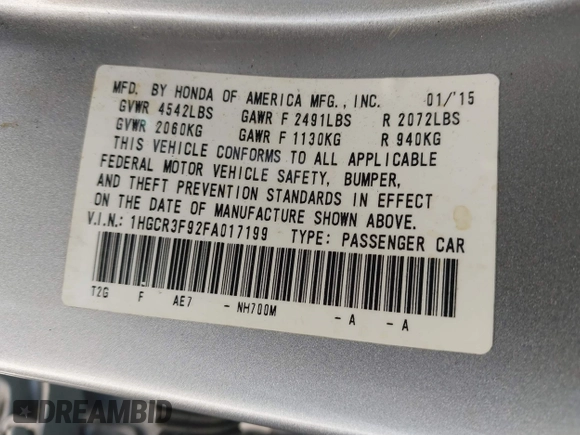 MFD. BY HONDA OF AMERICA MFG., INC. 01/'15
GVWR 4542LBS GAWR F 2491LBS R 2072LBS
GVWR 2060KG GAWR F 1130KG R 940KG
THIS VEHICLE CONFORMS TO ALL APPLICABLE
FEDERAL MOTOR VEHICLE SAFETY, BUMPER,
AND THEFT PREVENTION STANDARDS IN EFFECT
ON THE DATE OF MANUFACTURE SHOWN ABOVE.
V.I.N.: 1HGCR3F92FA017199 TYPE: PASSENGER CAR
T2G F AE7 - NH700M - A - A
DREAMBID